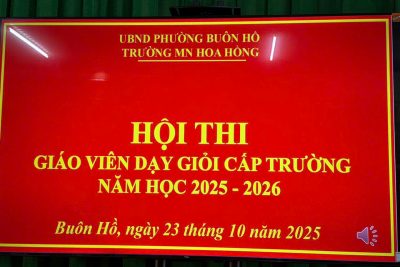 UBND PHƯỜNG BUÔN HỒ
TRƯỜNG MN HOA HỒNG
HỘI THI
GIÁO VIÊN DẠY GIỎI CẤP TRƯỜNG
NĂM HỌC 2025 - 2026
Buôn Hồ, ngày 23 tháng 10 năm 2025